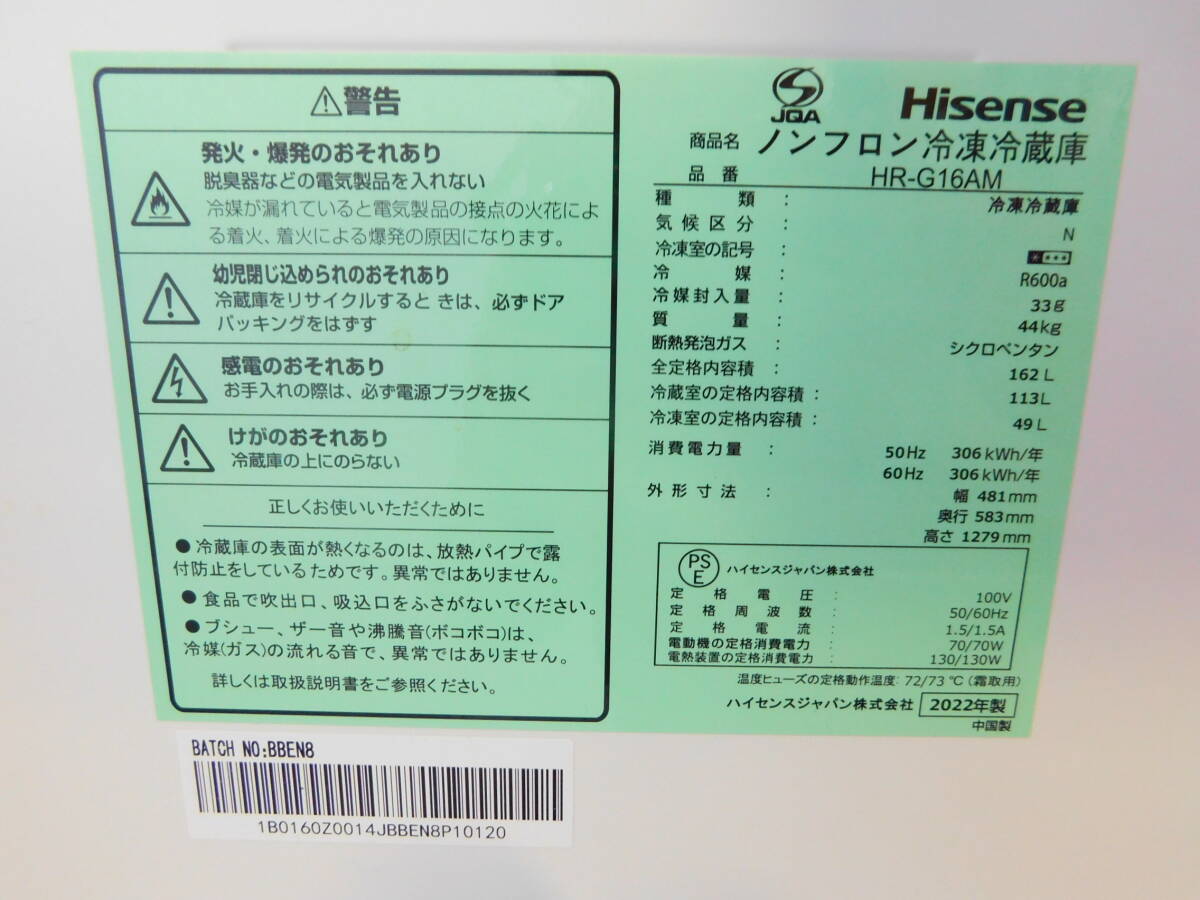 警告
発火・爆発のおそれあり
脱臭器などの電気製品を入れない
冷媒が漏れていると電気製品の接点の火花によ
る着火、着火による爆発の原因になります。
幼児閉じ込められのおそれあり
冷蔵庫をリサイクルすると きは、必ずドア
パッキングをはずす
感電のおそれあり
お手入れの際は、必ず電源プラグを抜く
けがのおそれあり
冷蔵庫の上にのらない
正しくお使いいただくために
●冷蔵庫の表面が熱くなるのは、放熱パイプで露
付防止をしているためです。異常ではありません。
●食品で吹出口、吸込口をふさがないでください。
●ブシュー、ザー音や沸騰音(ボコボコ)は、
冷媒(ガス)の流れる音で、異常ではありません。
詳しくは取扱説明書をご参照ください。
JQA
Hisense
商品名 ノンフロン冷凍冷蔵庫
品番 HR-G16AM
種類 : 冷凍冷蔵庫
気候区分 : N
冷凍室の記号 :
冷媒 : R600a
冷媒封入量 : 33g
質量 : 44kg
断熱発泡ガス : シクロペンタン
全定格内容積 : 162L
冷蔵室の定格内容積 : 113L
冷凍室の定格内容積 : 49L
消費電力量 : 50Hz 306kWh/年
60Hz 306kWh/年
外形寸法 : 幅 481mm
奥行 583mm
高さ 1279mm
PS
E
ハイセンスジャパン株式会社
定格電圧 : 100V
定格周波数 : 50/60Hz
定格電流 : 1.5/1.5A
電動機の定格消費電力 : 70/70W
電熱装置の定格消費電力 : 130/130W
温度ヒューズの定格動作温度: 72/73 ℃ (霜取用)
ハイセンスジャパン株式会社 2022年製
中国製
BATCH NO:BBEN8
1B0160Z0014JBBEN8P10120